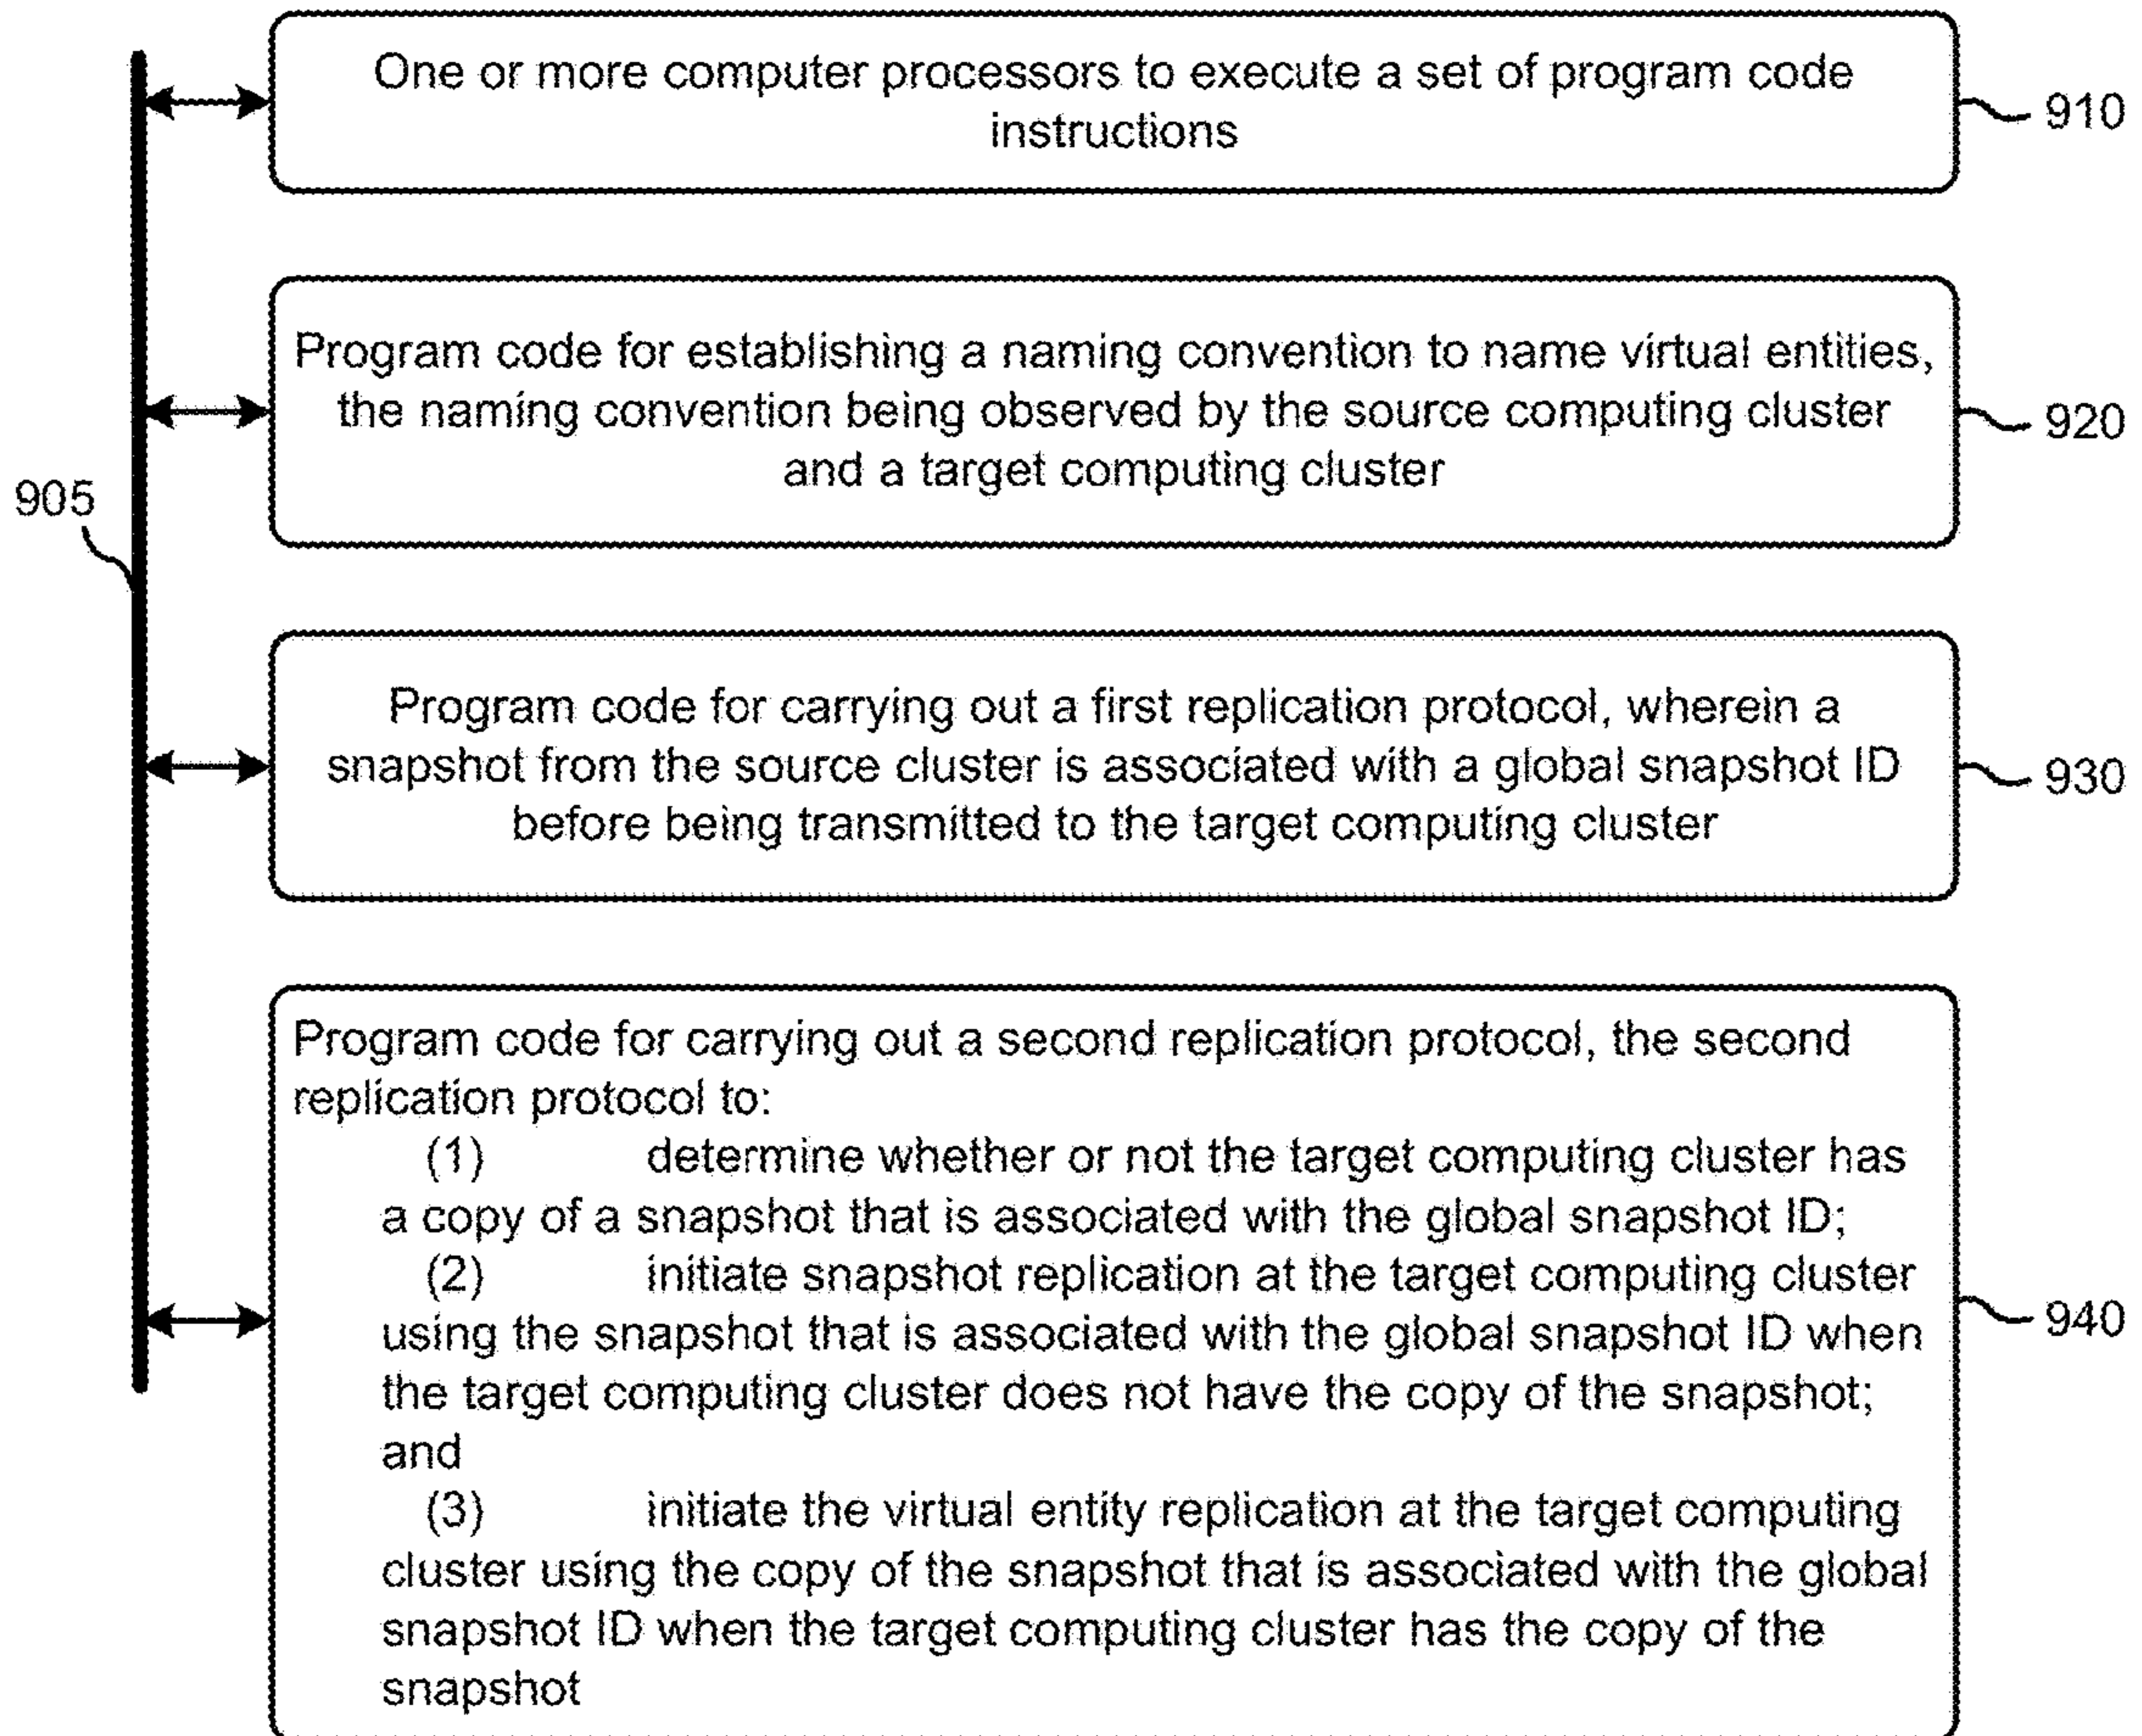 One or more computer processors to execute a set of program code
instructions
910
Program code for establishing a naming convention to name virtual entities,
the naming convention being observed by the source computing cluster
and a target computing cluster
920
905
Program code for carrying out a first replication protocol, wherein a
snapshot from the source cluster is associated with a global snapshot ID
before being transmitted to the target computing cluster
930
Program code for carrying out a second replication protocol, the second
replication protocol to:
(1) determine whether or not the target computing cluster has
a copy of a snapshot that is associated with the global snapshot ID;
(2) initiate snapshot replication at the target computing cluster
using the snapshot that is associated with the global snapshot ID when
the target computing cluster does not have the copy of the snapshot;
and
(3) initiate the virtual entity replication at the target computing
cluster using the copy of the snapshot that is associated with the global
snapshot ID when the target computing cluster has the copy of the
snapshot
940